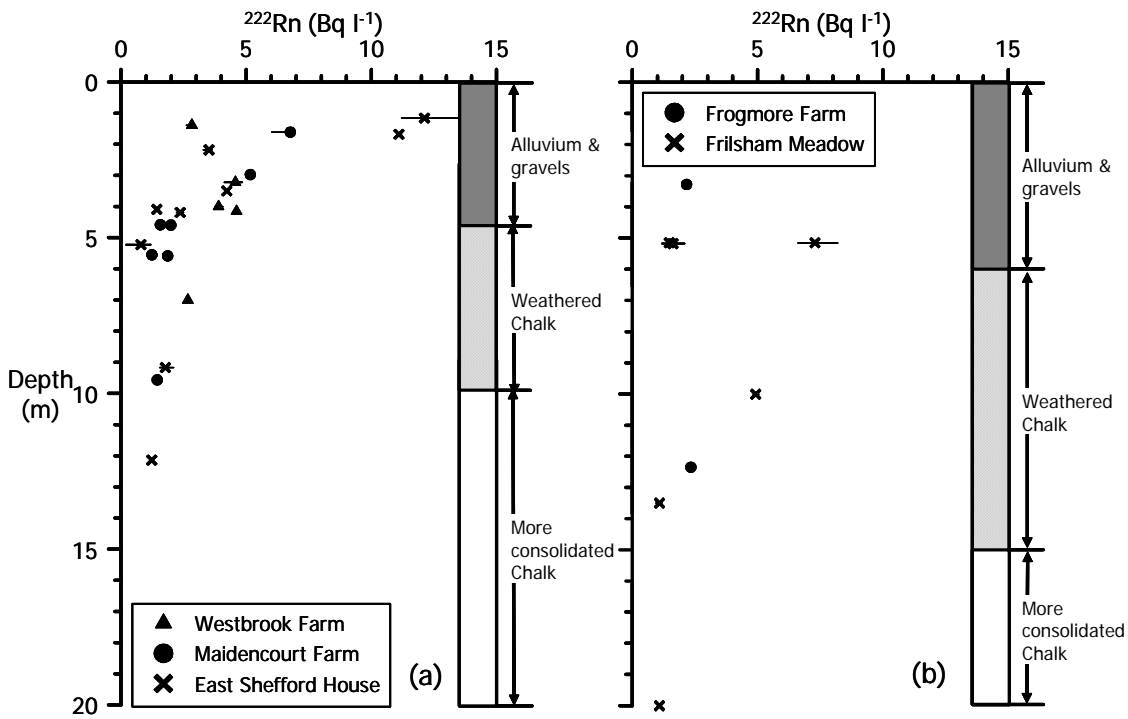 ²²²Rn (Bq l⁻¹)
0 5 10 15
0
5
10
15
20
Depth
(m)
Alluvium &
gravels
Weathered
Chalk
More
consolidated
Chalk
Westbrook Farm
Maidencourt Farm
East Shefford House
(a)
²²²Rn (Bq l⁻¹)
0 5 10 15
Frogmore Farm
Frilsham Meadow
Alluvium &
gravels
Weathered
Chalk
More
consolidated
Chalk
(b)